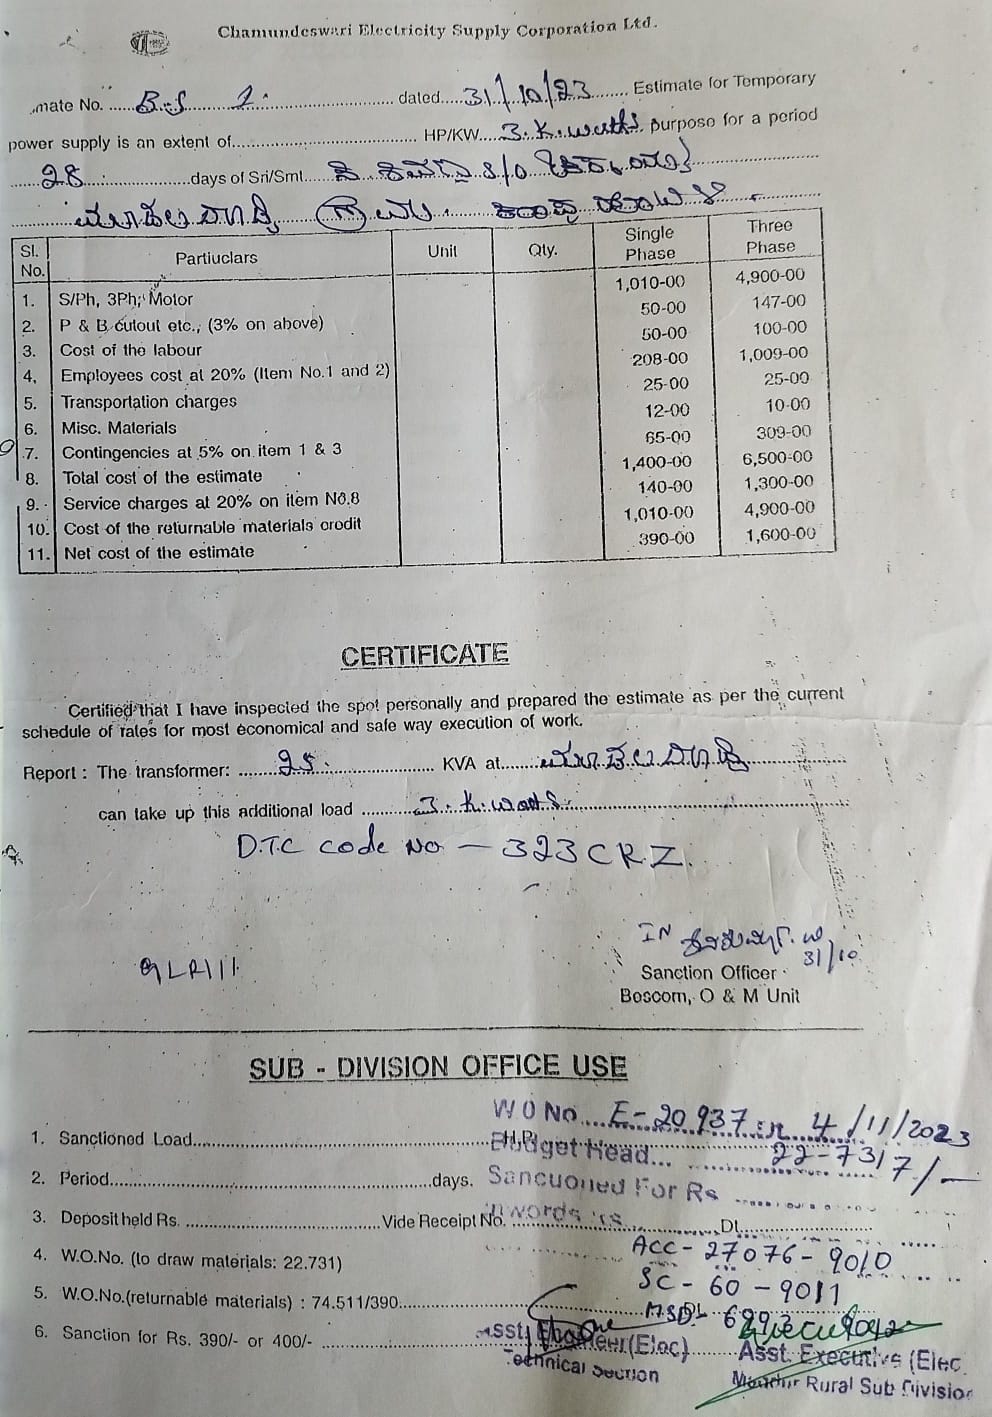 Chamundeswari Electricity Supply Corporation Ltd.
mate No. ...... B.S 1. ...... dated..... 31/10/23 ....... Estimate for Temporary
power supply is an extent of............ HP/KW.... 3.K.watts. purpose for a period
...... 28 ...... days of Sri/Smt.....
Sl. No. Partiuclars Unit Qty. Single Phase Three Phase
1. S/Ph, 3Ph; Motor 1,010-00 4,900-00
2. P & B cutout etc., (3% on above) 50-00 147-00
3. Cost of the labour 50-00 100-00
4, Employees cost at 20% (Item No.1 and 2) 208-00 1,009-00
5. Transportation charges 25-00 25-00
6. Misc. Materials 12-00 10-00
7. Contingencies at 5% on item 1 & 3 65-00 309-00
8. Total cost of the estimate 1,400-00 6,500-00
9. Service charges at 20% on item No.8 140-00 1,300-00
10. Cost of the returnable materials crodit 1,010-00 4,900-00
11. Net cost of the estimate 390-00 1,600-00
CERTIFICATE
Certified that I have inspected the spot personally and prepared the estimate as per the current
schedule of rates for most economical and safe way execution of work.
Report : The transformer: ........ 25. ........ KVA at........
can take up this additional load ........ 3.K.watts.
D.T.C code No - 323CRZ.
IN
31/10
Sanction Officer
Bescom, O & M Unit
SUB - DIVISION OFFICE USE
W O No.... E-20937 4/11/2023
1. Sanctioned Load............ H.P.
Budget Head... 22-7317/-
2. Period............days. Sanctioned For Rs
3. Deposit held Rs. ............ Vide Receipt No. ............ Dt............
ACC - 27076 - 9010
4. W.O.No. (to draw materials: 22.731)
SC - 60 - 9011
5. W.O.No.(returnable materials) : 74.511/390............
MSD-
6. Sanction for Rs. 390/- or 400/- ............
Asst. Engineer(Elec)
Technical Section
Asst. Executive (Elec
Rural Sub Division